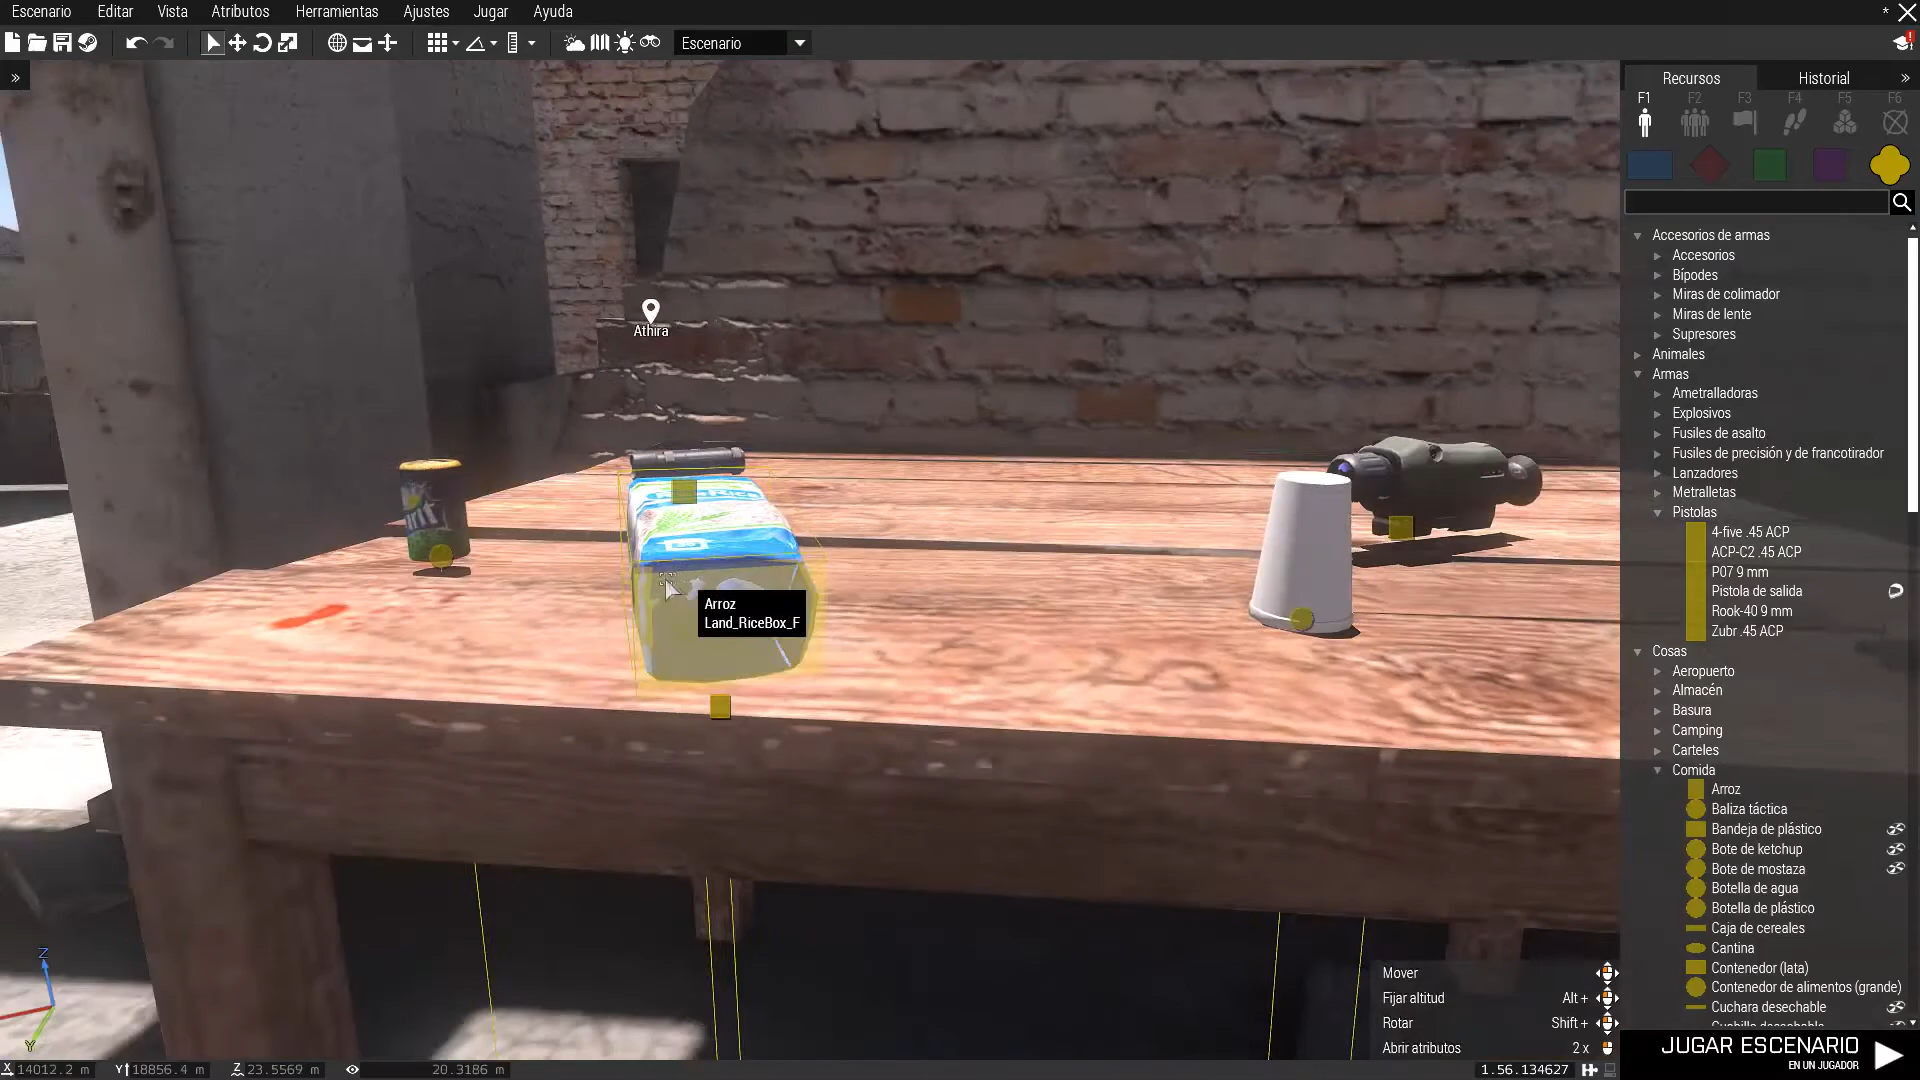 Escenario Editar Vista Atributos Herramientas Ajustes Jugar Ayuda
*
Escenario
Recursos Historial
F1 F2 F3 F4 F5 F6
Accesorios de armas
Accesorios
Bípodes
Miras de colimador
Miras de lente
Supresores
Animales
Armas
Ametralladoras
Explosivos
Fusiles de asalto
Fusiles de precisión y de francotirador
Lanzadores
Metralletas
Pistolas
4-five .45 ACP
ACP-C2 .45 ACP
P07 9 mm
Pistola de salida
Rook-40 9 mm
Zubr .45 ACP
Cosas
Aeropuerto
Almacén
Basura
Camping
Carteles
Comida
Arroz
Baliza táctica
Bandeja de plástico
Bote de ketchup
Bote de mostaza
Botella de agua
Botella de plástico
Caja de cereales
Cantina
Contenedor (lata)
Contenedor de alimentos (grande)
Cuchara desechable
Athira
Arroz
Land_RiceBox_F
Mover
Fijar altitud Alt +
Rotar Shift +
Abrir atributos 2 x
Z
Y
X 14012.2 m Y 18856.4 m Z 23.5569 m 20.3186 m
1.56.134627
JUGAR ESCENARIO
EN UN JUGADOR